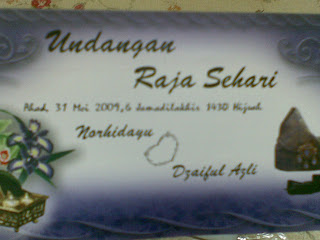 Undangan
Raja Sehari
Ahad, 31 Mei 2009, 6 Jamadilakhir 1430 Hijrah
Norhidayu
Dzaiful Azli